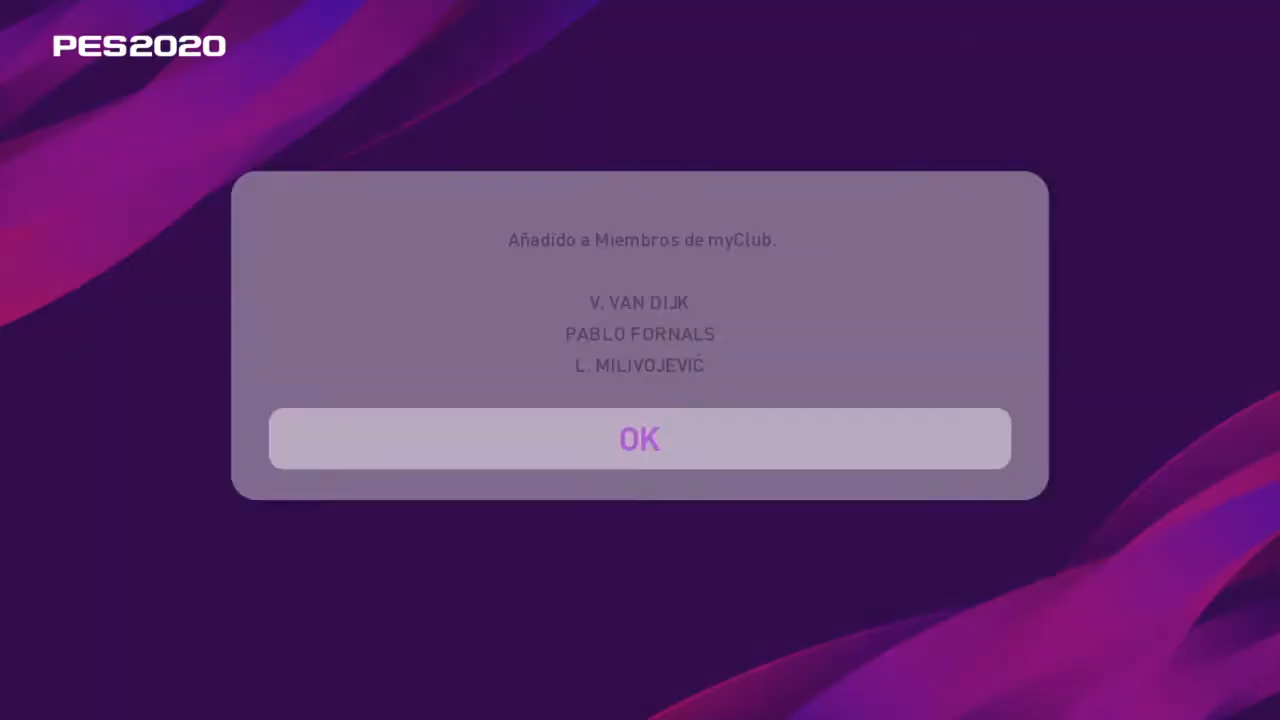 PES2020
Añadido a Miembros de myClub.
V. VAN DIJK
PABLO FORNALS
L. MILIVOJEVIĆ
OK